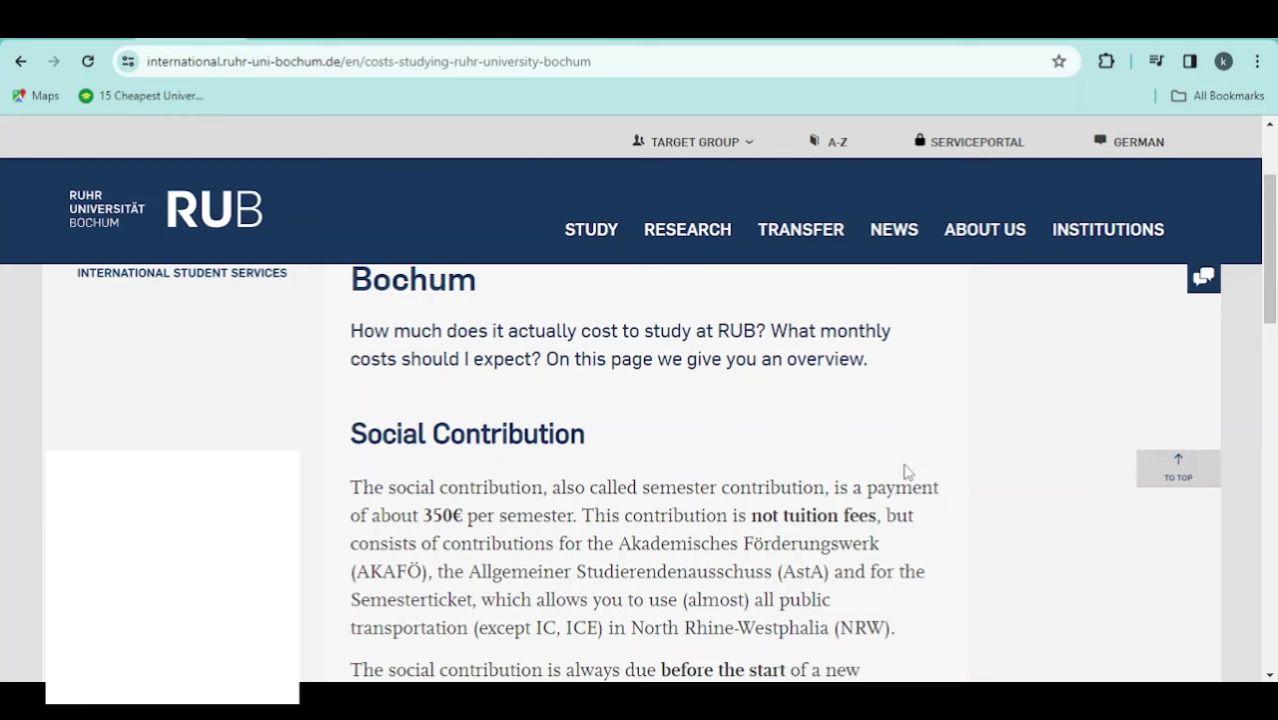 international.ruhr-uni-bochum.de/en/costs-studying-ruhr-university-bochum
k
Maps
15 Cheapest Univer...
All Bookmarks
TARGET GROUP
A-Z
SERVICEPORTAL
GERMAN
RUHR
UNIVERSITÄT
BOCHUM
RUB
STUDY
RESEARCH
TRANSFER
NEWS
ABOUT US
INSTITUTIONS
INTERNATIONAL STUDENT SERVICES
Bochum
How much does it actually cost to study at RUB? What monthly
costs should I expect? On this page we give you an overview.
Social Contribution
The social contribution, also called semester contribution, is a payment
of about 350€ per semester. This contribution is not tuition fees, but
consists of contributions for the Akademisches Förderungswerk
(AKAFÖ), the Allgemeiner Studierendenausschuss (AstA) and for the
Semesterticket, which allows you to use (almost) all public
transportation (except IC, ICE) in North Rhine-Westphalia (NRW).
The social contribution is always due before the start of a new
TO TOP